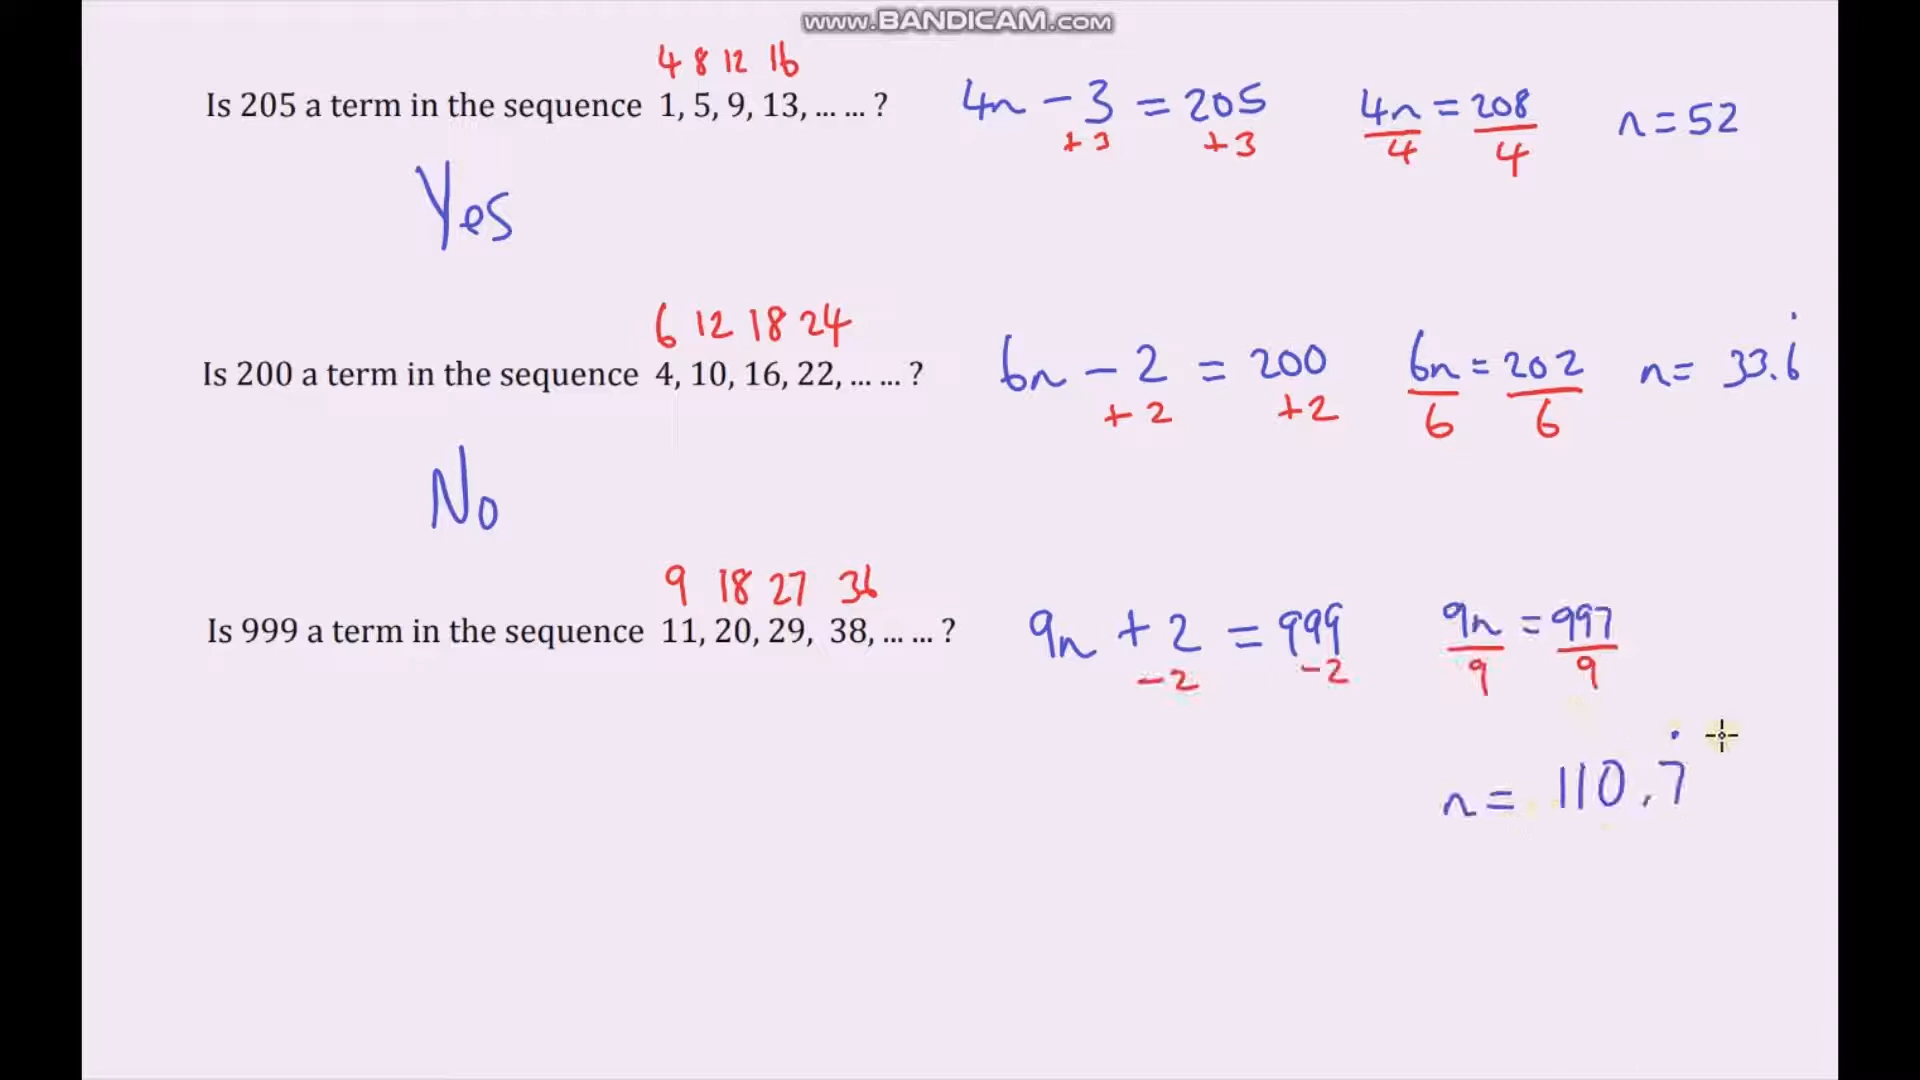 www.BANDICAM.com
4 8 12 16
Is 205 a term in the sequence 1, 5, 9, 13, ... ... ? 4n - 3 = 205 4n = 208 n = 52
+3 +3 4 4
Yes
6 12 18 24
Is 200 a term in the sequence 4, 10, 16, 22, ... ... ? 6n - 2 = 200 6n = 202 n = 33.6̇
+2 +2 6 6
No
9 18 27 36
Is 999 a term in the sequence 11, 20, 29, 38, ... ... ? 9n + 2 = 999 9n = 997
-2 -2 9 9
n = 110.7̇